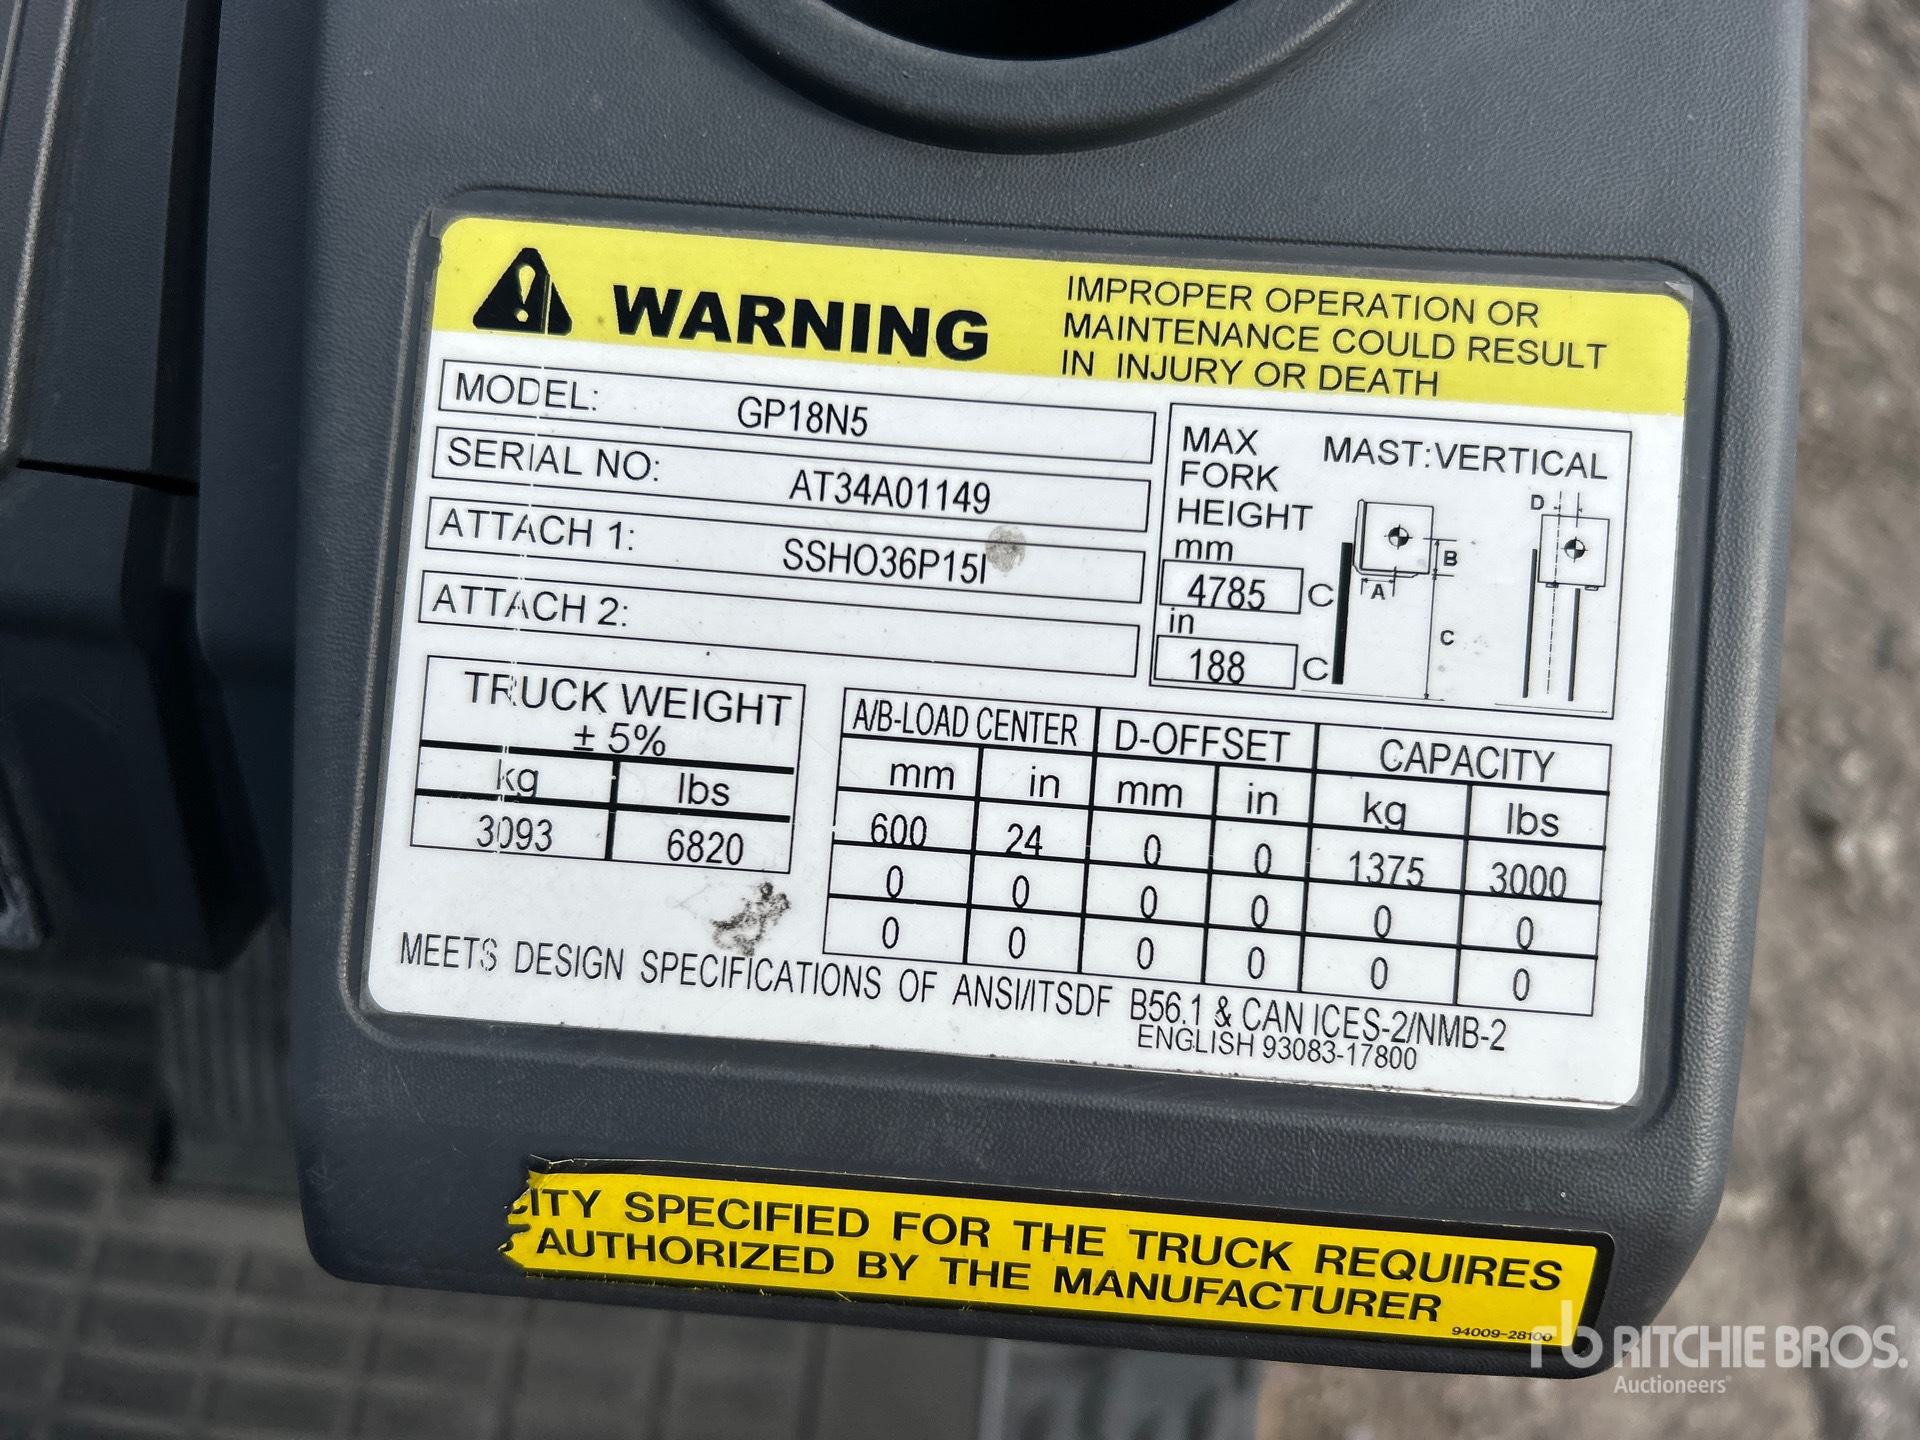 WARNING
IMPROPER OPERATION OR
MAINTENANCE COULD RESULT
IN INJURY OR DEATH
MODEL: GP18N5
SERIAL NO: AT34A01149
ATTACH 1: SSHO36P15I
ATTACH 2:
MAX
FORK
HEIGHT
mm
4785 C
in
188 C
MAST:VERTICAL
D
B
A
C
TRUCK WEIGHT
± 5%
kg lbs
3093 6820
A/B-LOAD CENTER D-OFFSET CAPACITY
mm in mm in kg lbs
600 24 0 0 1375 3000
0 0 0 0 0 0
0 0 0 0 0 0
MEETS DESIGN SPECIFICATIONS OF ANSI/ITSDF B56.1 & CAN ICES-2/NMB-2
ENGLISH 93083-17800
ITY SPECIFIED FOR THE TRUCK REQUIRES
AUTHORIZED BY THE MANUFACTURER
94009-28100
rb RITCHIE BROS.
Auctioneers